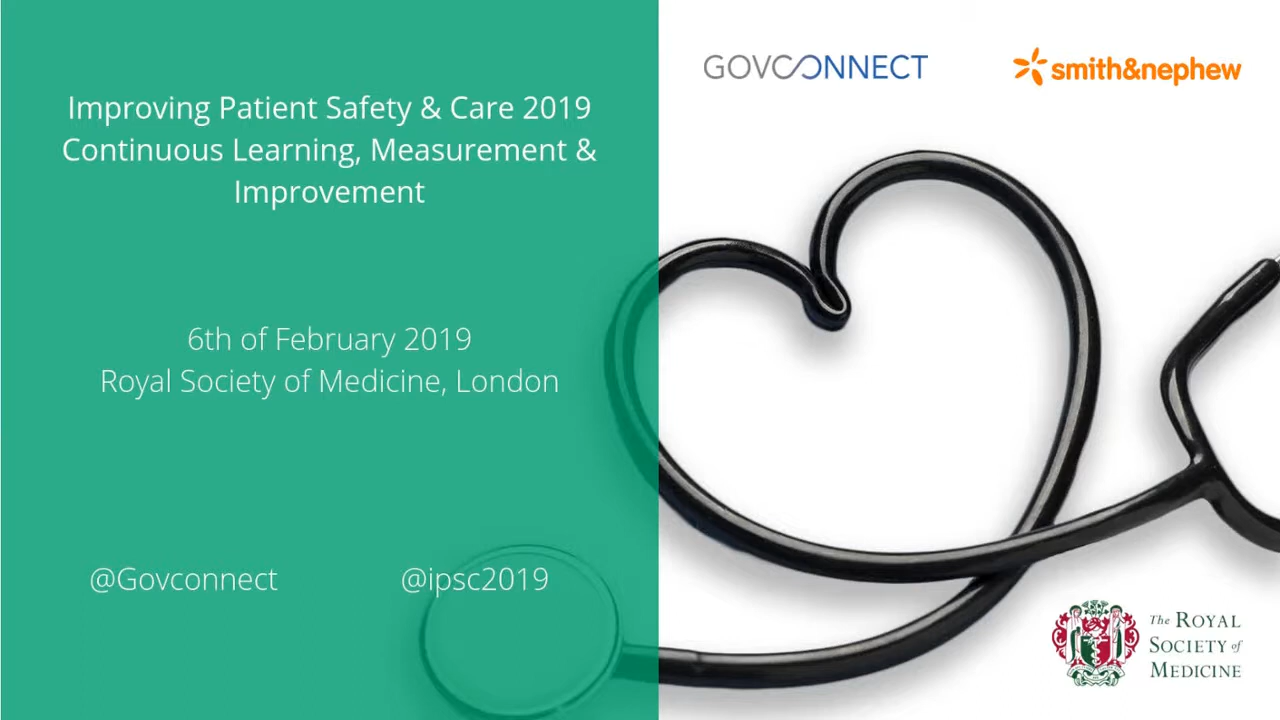 Improving Patient Safety & Care 2019
Continuous Learning, Measurement &
Improvement
6th of February 2019
Royal Society of Medicine, London
@Govconnect
@ipsc2019
GOVCONNECT
smith&nephew
The ROYAL
SOCIETY of
MEDICINE